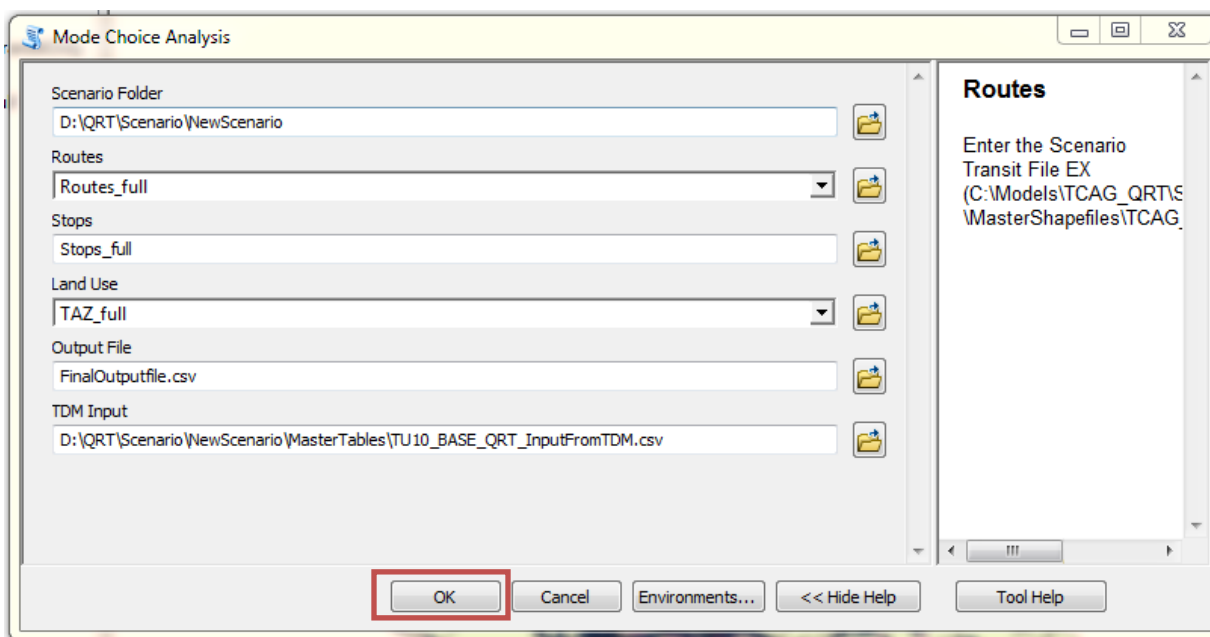 Mode Choice Analysis
Scenario Folder
D:\QRT\Scenario\NewScenario
Routes
Routes_full
Stops
Stops_full
Land Use
TAZ_full
Output File
FinalOutputfile.csv
TDM Input
D:\QRT\Scenario\NewScenario\MasterTables\TU10_BASE_QRT_InputFromTDM.csv
OK
Cancel
Environments...
<< Hide Help
Routes
Enter the Scenario
Transit File EX
(C:\Models\TCAG_QRT\S
\MasterShapefiles\TCAG_
Tool Help